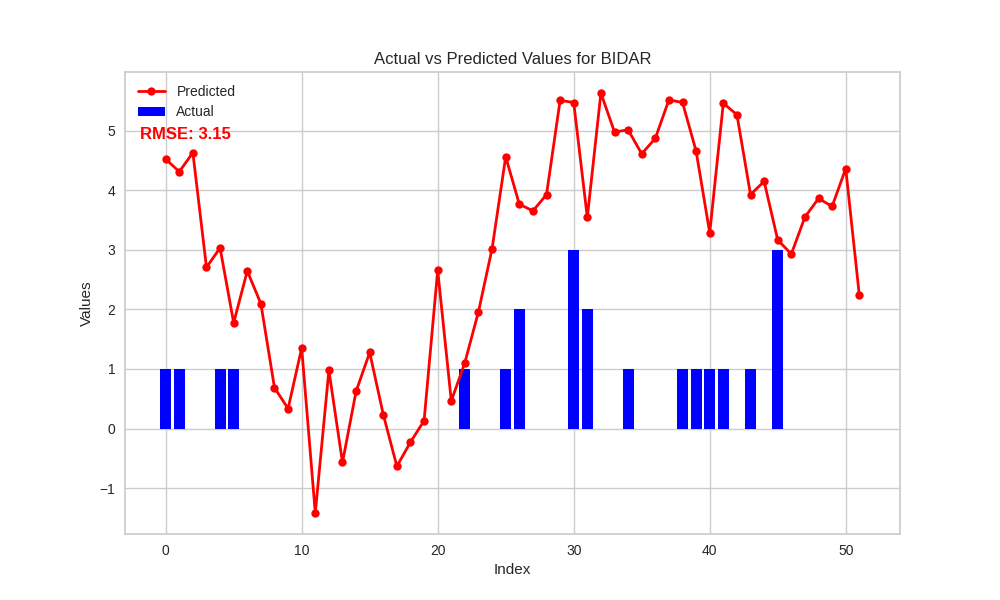 Actual vs Predicted Values for BIDAR
Predicted
Actual
RMSE: 3.15
Values
5
4
3
2
1
0
−1
0 10 20 30 40 50
Index